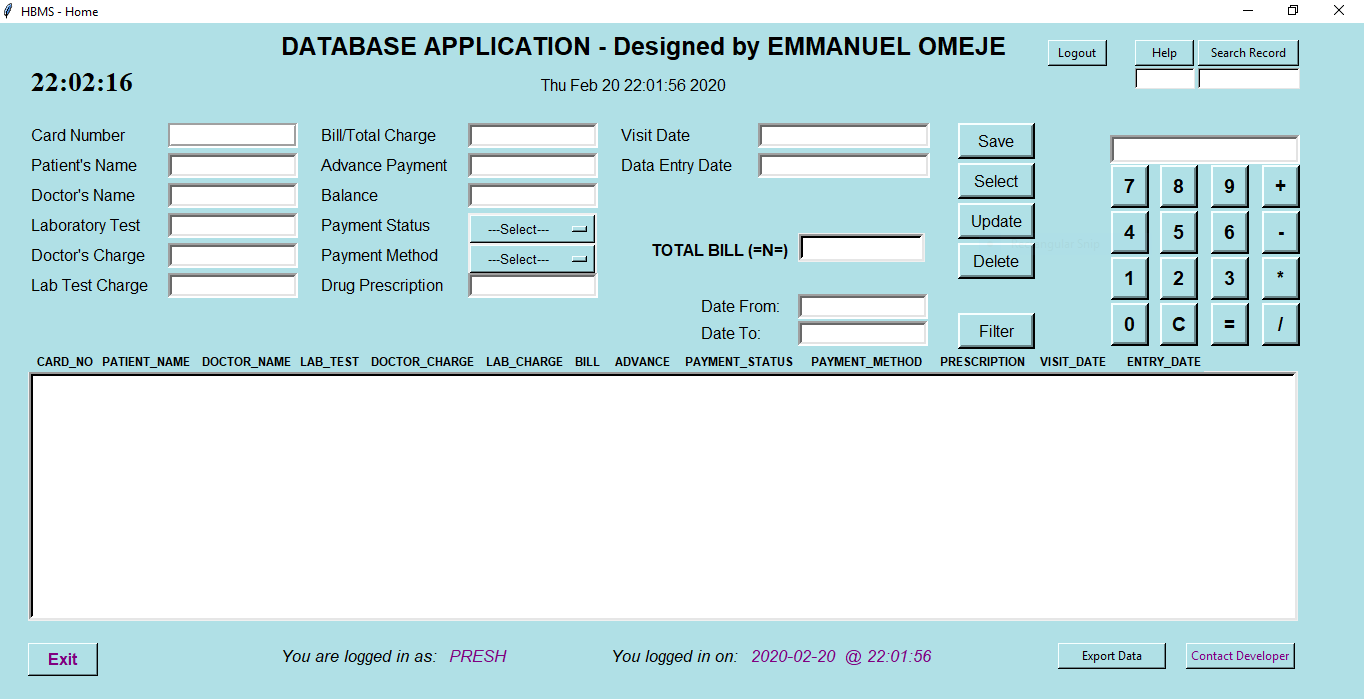 HBMS - Home
DATABASE APPLICATION - Designed by EMMANUEL OMEJE
Logout Help Search Record
22:02:16 Thu Feb 20 22:01:56 2020
Card Number Bill/Total Charge Visit Date Save
Patient's Name Advance Payment Data Entry Date
7 8 9 +
Doctor's Name Balance Select
Laboratory Test Payment Status ---Select--- Update
4 5 6 -
Doctor's Charge Payment Method ---Select--- TOTAL BILL (=N=) Delete
1 2 3 *
Lab Test Charge Drug Prescription
Date From:
Date To: Filter
0 C = /
CARD_NO PATIENT_NAME DOCTOR_NAME LAB_TEST DOCTOR_CHARGE LAB_CHARGE BILL ADVANCE PAYMENT_STATUS PAYMENT_METHOD PRESCRIPTION VISIT_DATE ENTRY_DATE
Exit You are logged in as: PRESH You logged in on: 2020-02-20 @ 22:01:56 Export Data Contact Developer